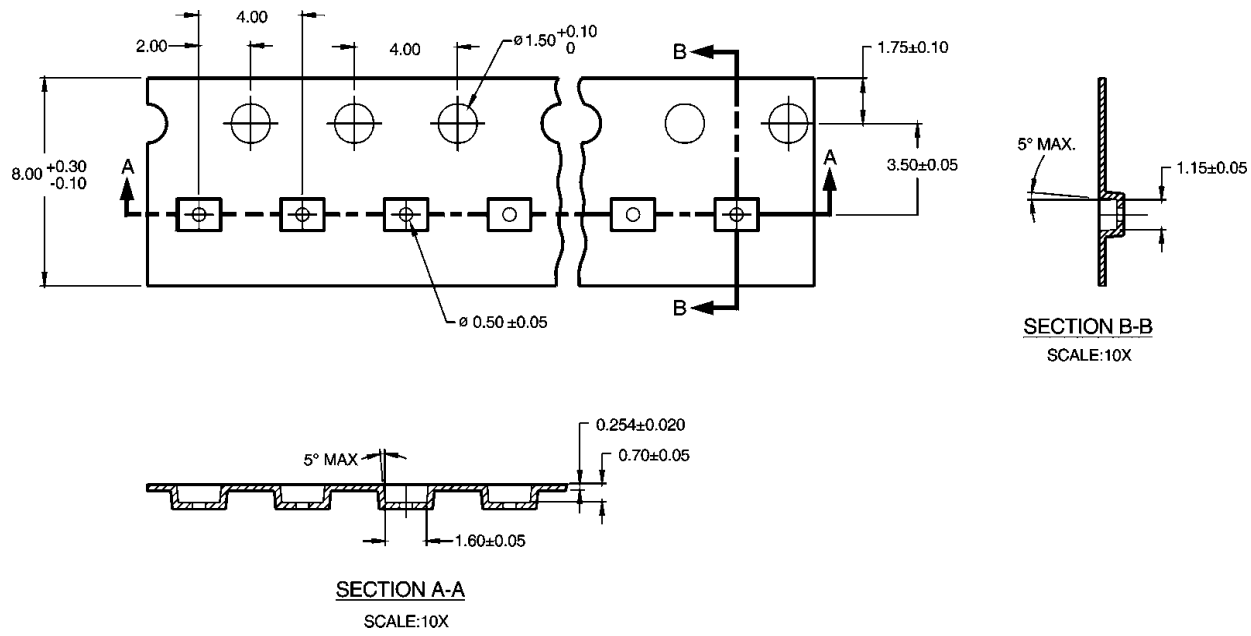 4.00
2.00
4.00
ø1.50 +0.10
0
B
1.75±0.10
8.00 +0.30
-0.10
A
A
3.50±0.05
5° MAX.
1.15±0.05
B
ø 0.50 ±0.05
SECTION B-B
SCALE:10X
0.254±0.020
0.70±0.05
5° MAX
1.60±0.05
SECTION A-A
SCALE:10X